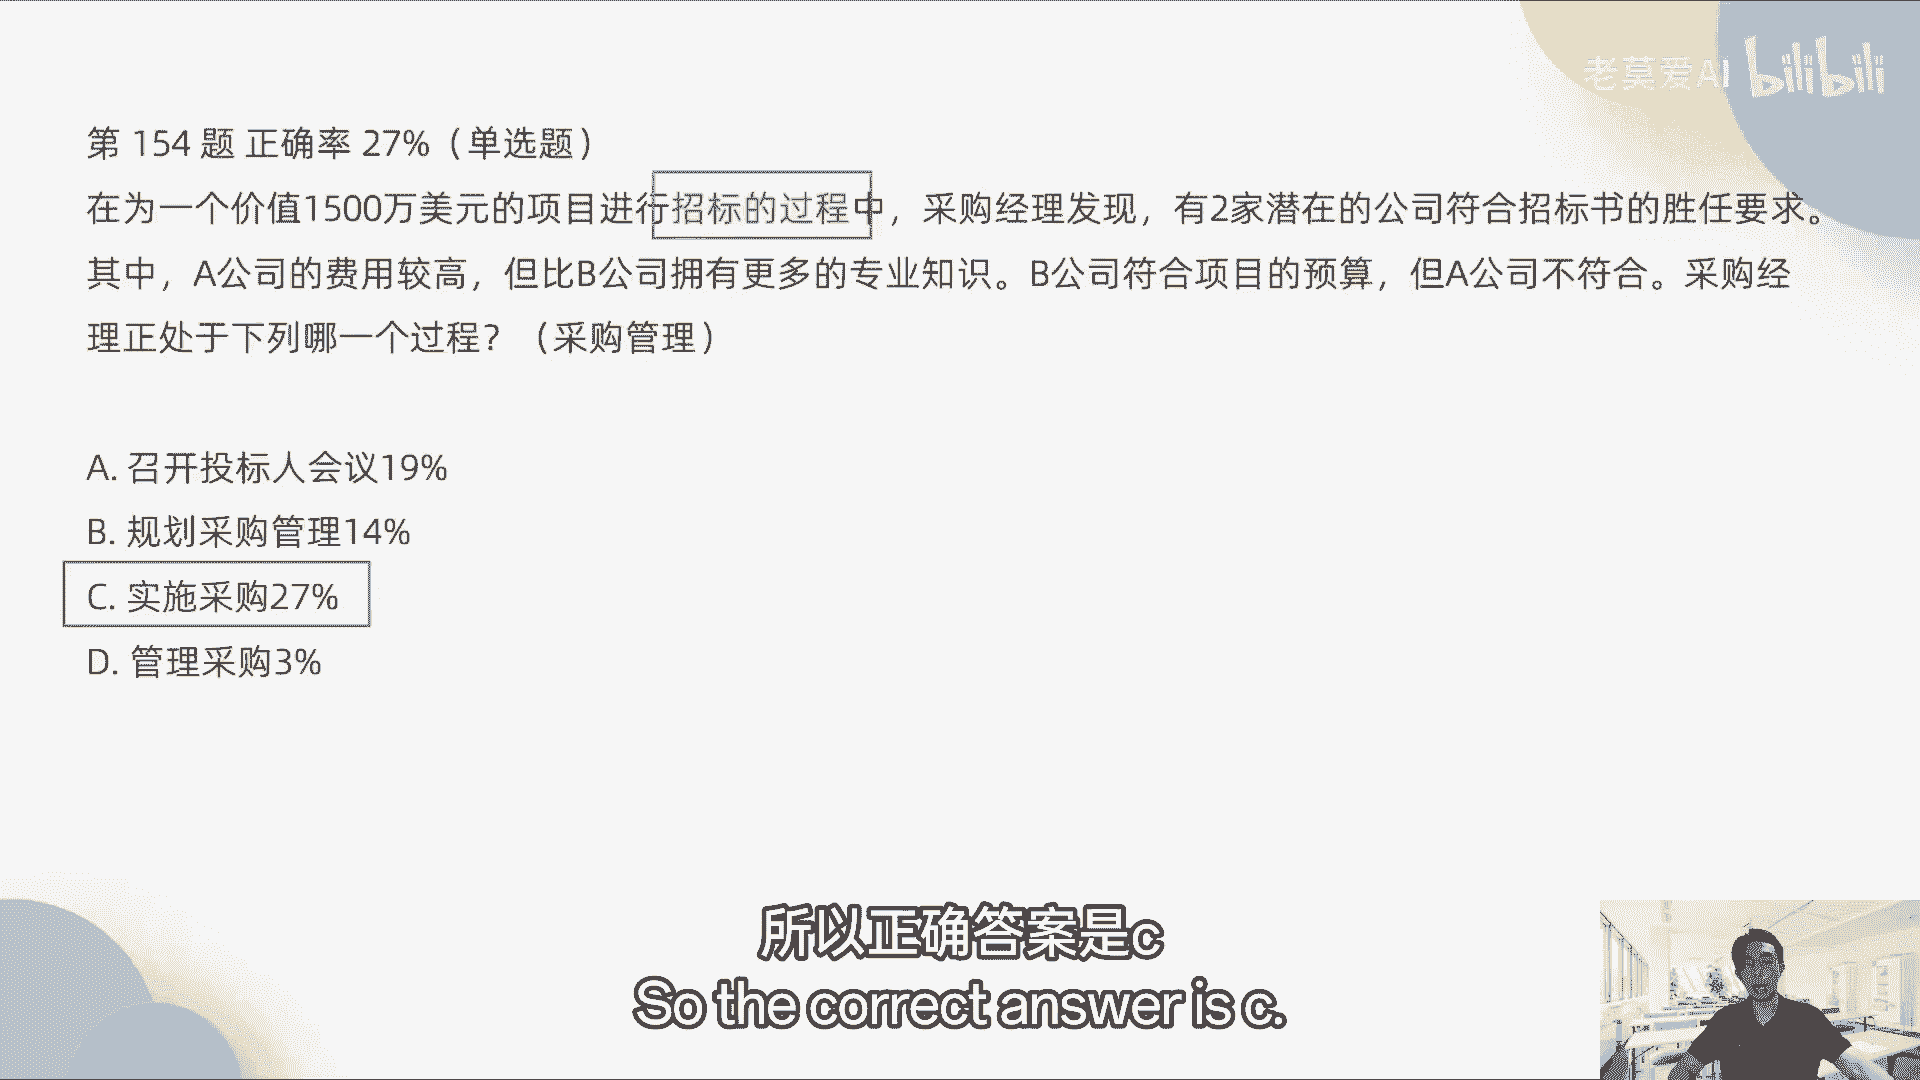 老莫爱AI bilibili
第 154 题 正确率 27%（单选题）
在为一个价值1500万美元的项目进行招标的过程中，采购经理发现，有2家潜在的公司符合招标书的胜任要求。
其中，A公司的费用较高，但比B公司拥有更多的专业知识。B公司符合项目的预算，但A公司不符合。采购经
理正处于下列哪一个过程？（采购管理）
A. 召开投标人会议19%
B. 规划采购管理14%
C. 实施采购27%
D. 管理采购3%
所以正确答案是c
So the correct answer is c.